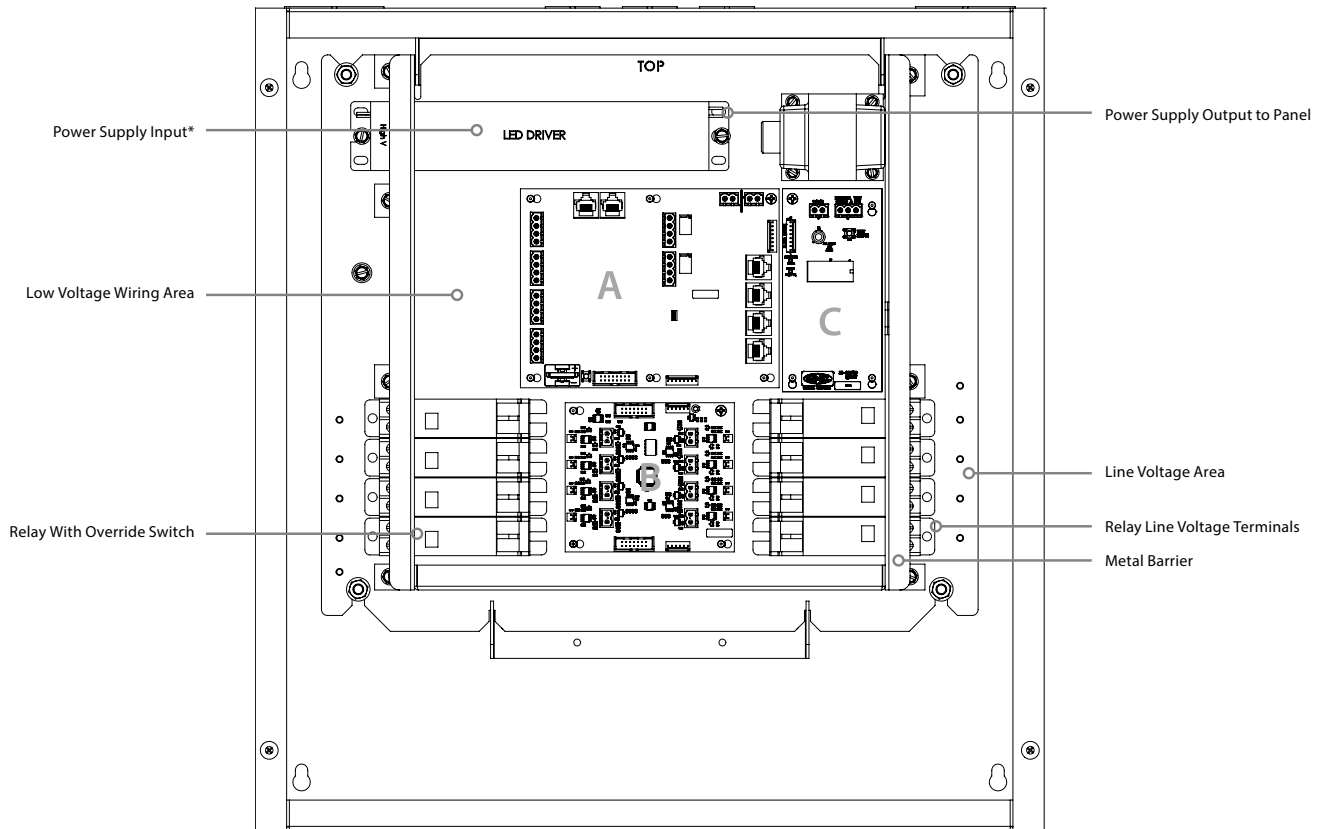 TOP
Power Supply Input*
High V
LED DRIVER
Power Supply Output to Panel
Low Voltage Wiring Area
A
C
B
Line Voltage Area
Relay With Override Switch
Relay Line Voltage Terminals
Metal Barrier